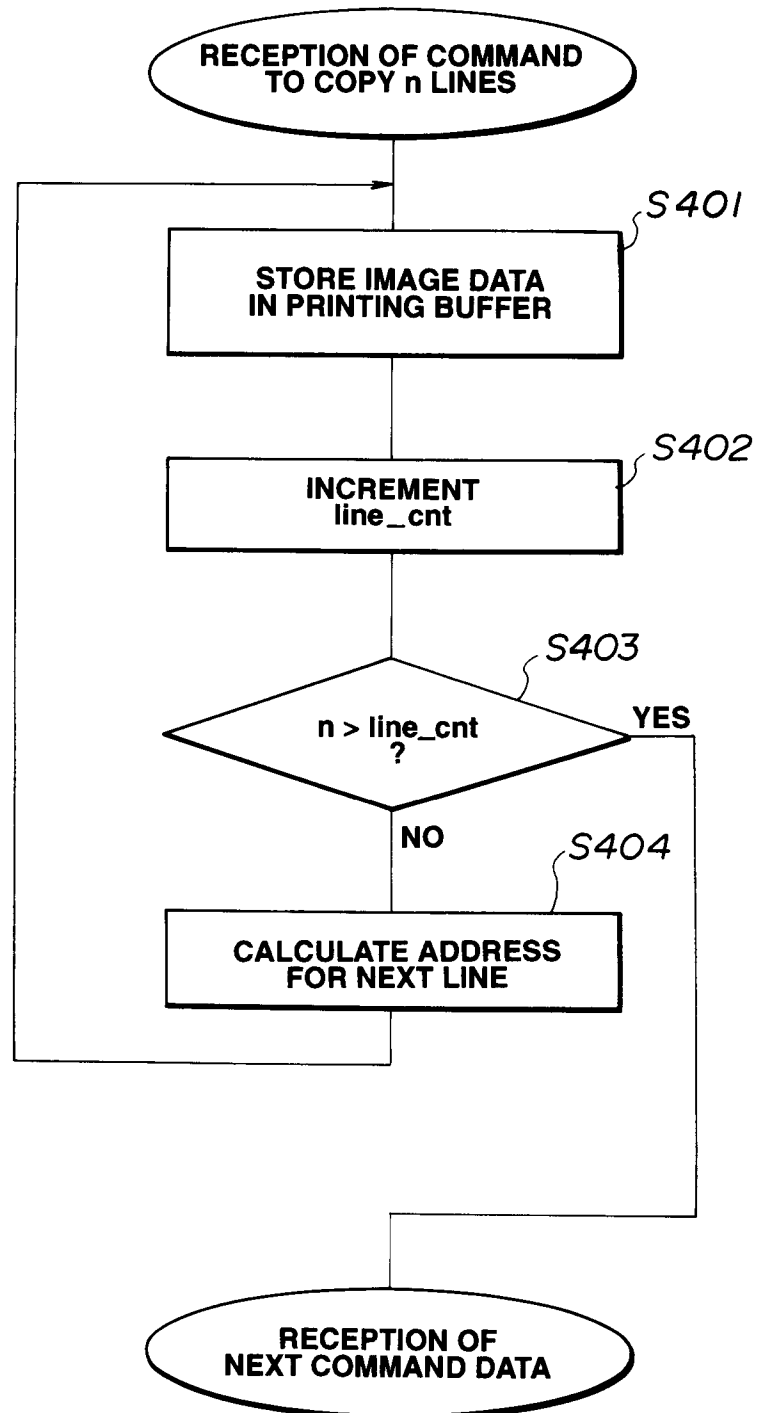 RECEPTION OF COMMAND
TO COPY n LINES
S401
STORE IMAGE DATA
IN PRINTING BUFFER
S402
INCREMENT
line_cnt
S403
n > line_cnt
?
YES
NO
S404
CALCULATE ADDRESS
FOR NEXT LINE
RECEPTION OF
NEXT COMMAND DATA